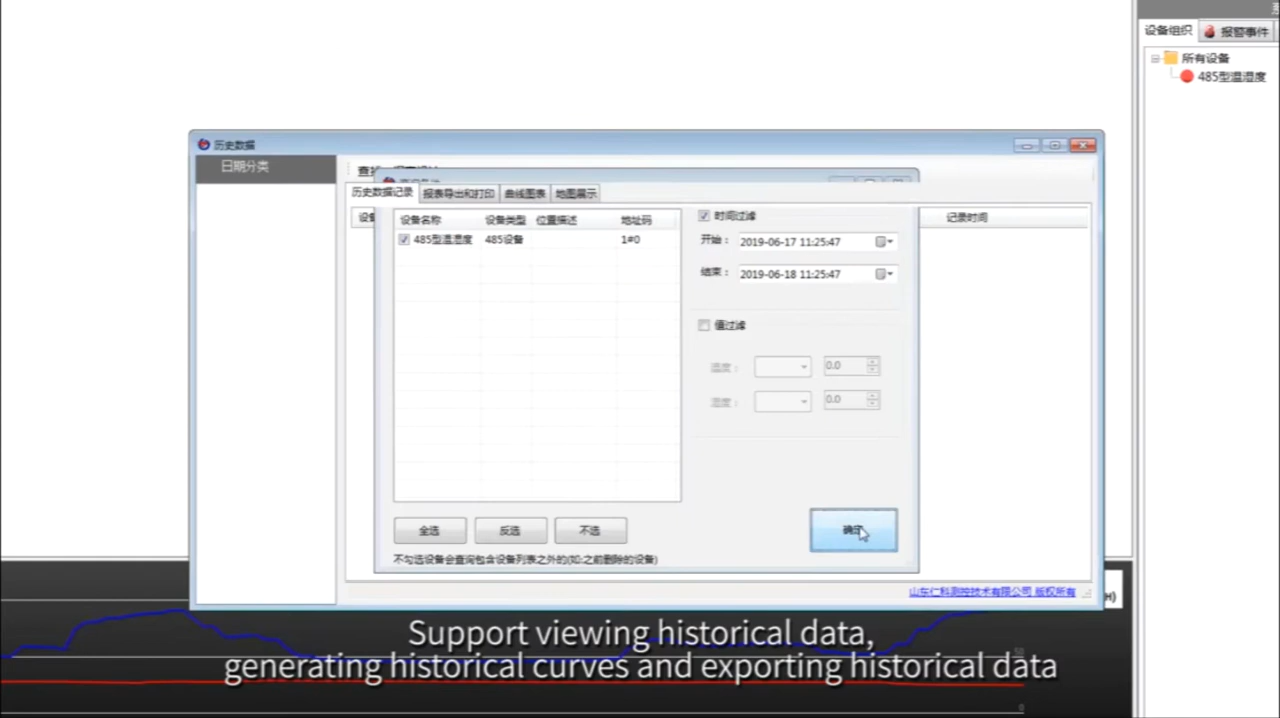 设备组织 报警事件
所有设备
485型温湿度
历史数据
日期分类
历史数据记录 报表导出和打印 曲线图表 地图展示
记录时间
设备名称 设备类型 位置描述 地址码
485型温湿度 485设备 1#0
时间过滤
开始： 2019-06-17 11:25:47
结束： 2019-06-18 11:25:47
值过滤
温度： 0.0
湿度： 0.0
全选 反选 不选
确定
不勾选设备会查询包含设备列表之外的(如:之前删除的设备)
山东仁科测控技术有限公司 版权所有
Support viewing historical data,
generating historical curves and exporting historical data